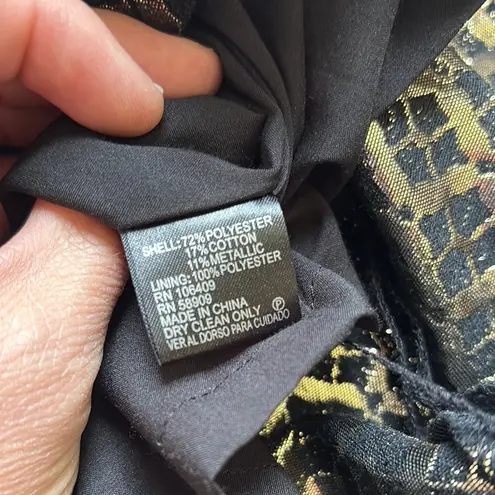 SHELL: 72% POLYESTER
17% COTTON
11% METALLIC
LINING: 100% POLYESTER
RN 106409
RN 58909
MADE IN CHINA
DRY CLEAN ONLY Ⓟ
VER AL DORSO PARA CUIDADO